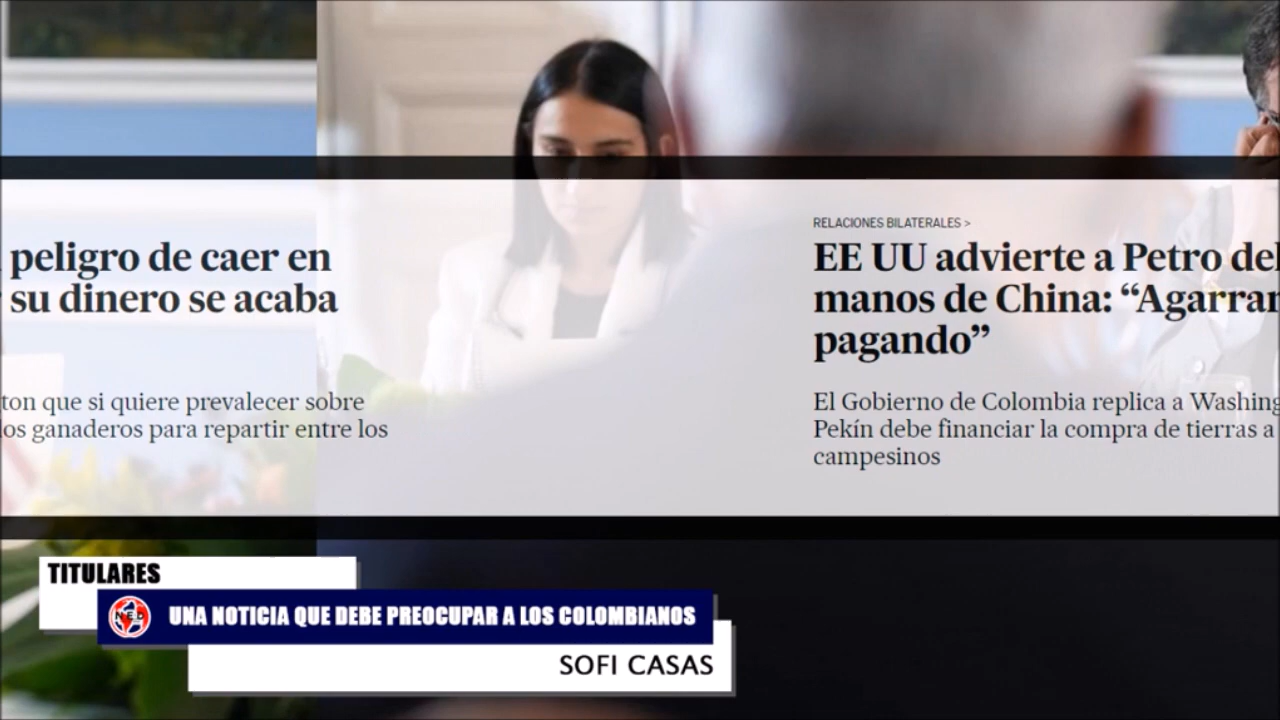 peligro de caer en
su dinero se acaba
ton que si quiere prevalecer sobre
los ganaderos para repartir entre los
RELACIONES BILATERALES >
EE UU advierte a Petro del
manos de China: “Agarran
pagando”
El Gobierno de Colombia replica a Washing
Pekín debe financiar la compra de tierras a
campesinos
TITULARES
UNA NOTICIA QUE DEBE PREOCUPAR A LOS COLOMBIANOS
SOFI CASAS